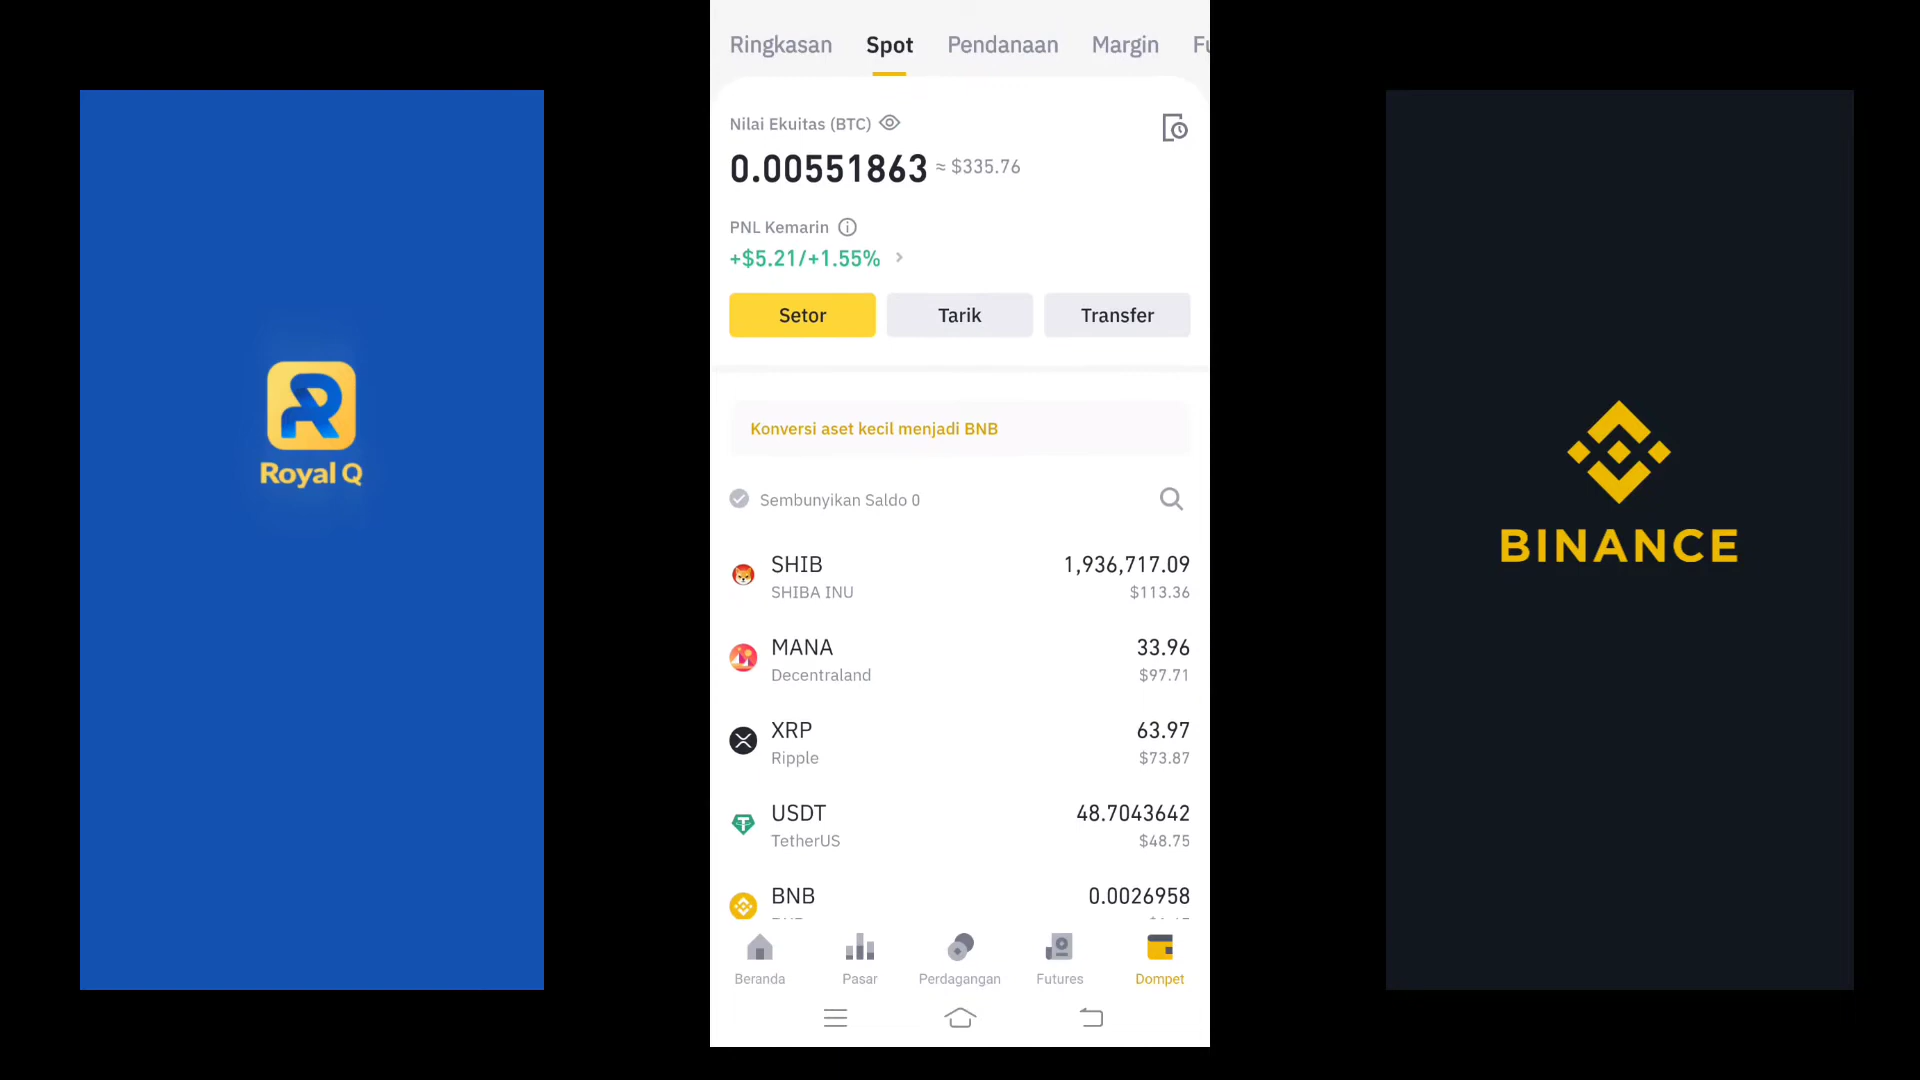 Royal Q
Ringkasan Spot Pendanaan Margin Fu
Nilai Ekuitas (BTC)
0.00551863 ≈ $335.76
PNL Kemarin
+$5.21/+1.55%
Setor Tarik Transfer
Konversi aset kecil menjadi BNB
Sembunyikan Saldo 0
SHIB 1,936,717.09
SHIBA INU $113.36
MANA 33.96
Decentraland $97.71
XRP 63.97
Ripple $73.87
USDT 48.7043642
TetherUS $48.75
BNB 0.0026958
Beranda Pasar Perdagangan Futures Dompet
BINANCE